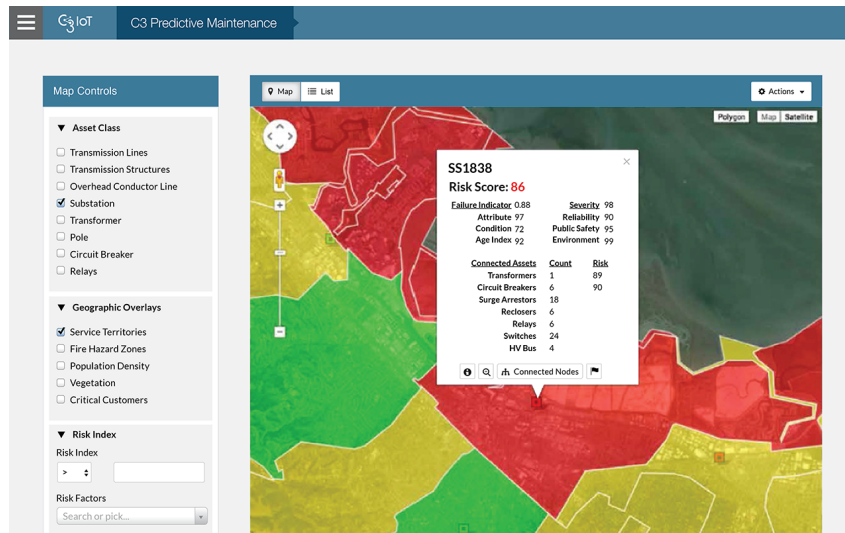 C3 IoT
C3 Predictive Maintenance
Map Controls
▼ Asset Class
Transmission Lines
Transmission Structures
Overhead Conductor Line
Substation
Transformer
Pole
Circuit Breaker
Relays
▼ Geographic Overlays
Service Territories
Fire Hazard Zones
Population Density
Vegetation
Critical Customers
▼ Risk Index
Risk Index
>
Risk Factors
Search or pick...
Map List Actions
Polygon Map Satellite
SS1838
Risk Score: 86
Failure Indicator 0.88 Severity 98
Attribute 97 Reliability 90
Condition 72 Public Safety 95
Age Index 92 Environment 99
Connected Assets Count Risk
Transformers 1 89
Circuit Breakers 6 90
Surge Arrestors 18
Reclosers 6
Relays 6
Switches 24
HV Bus 4
Connected Nodes